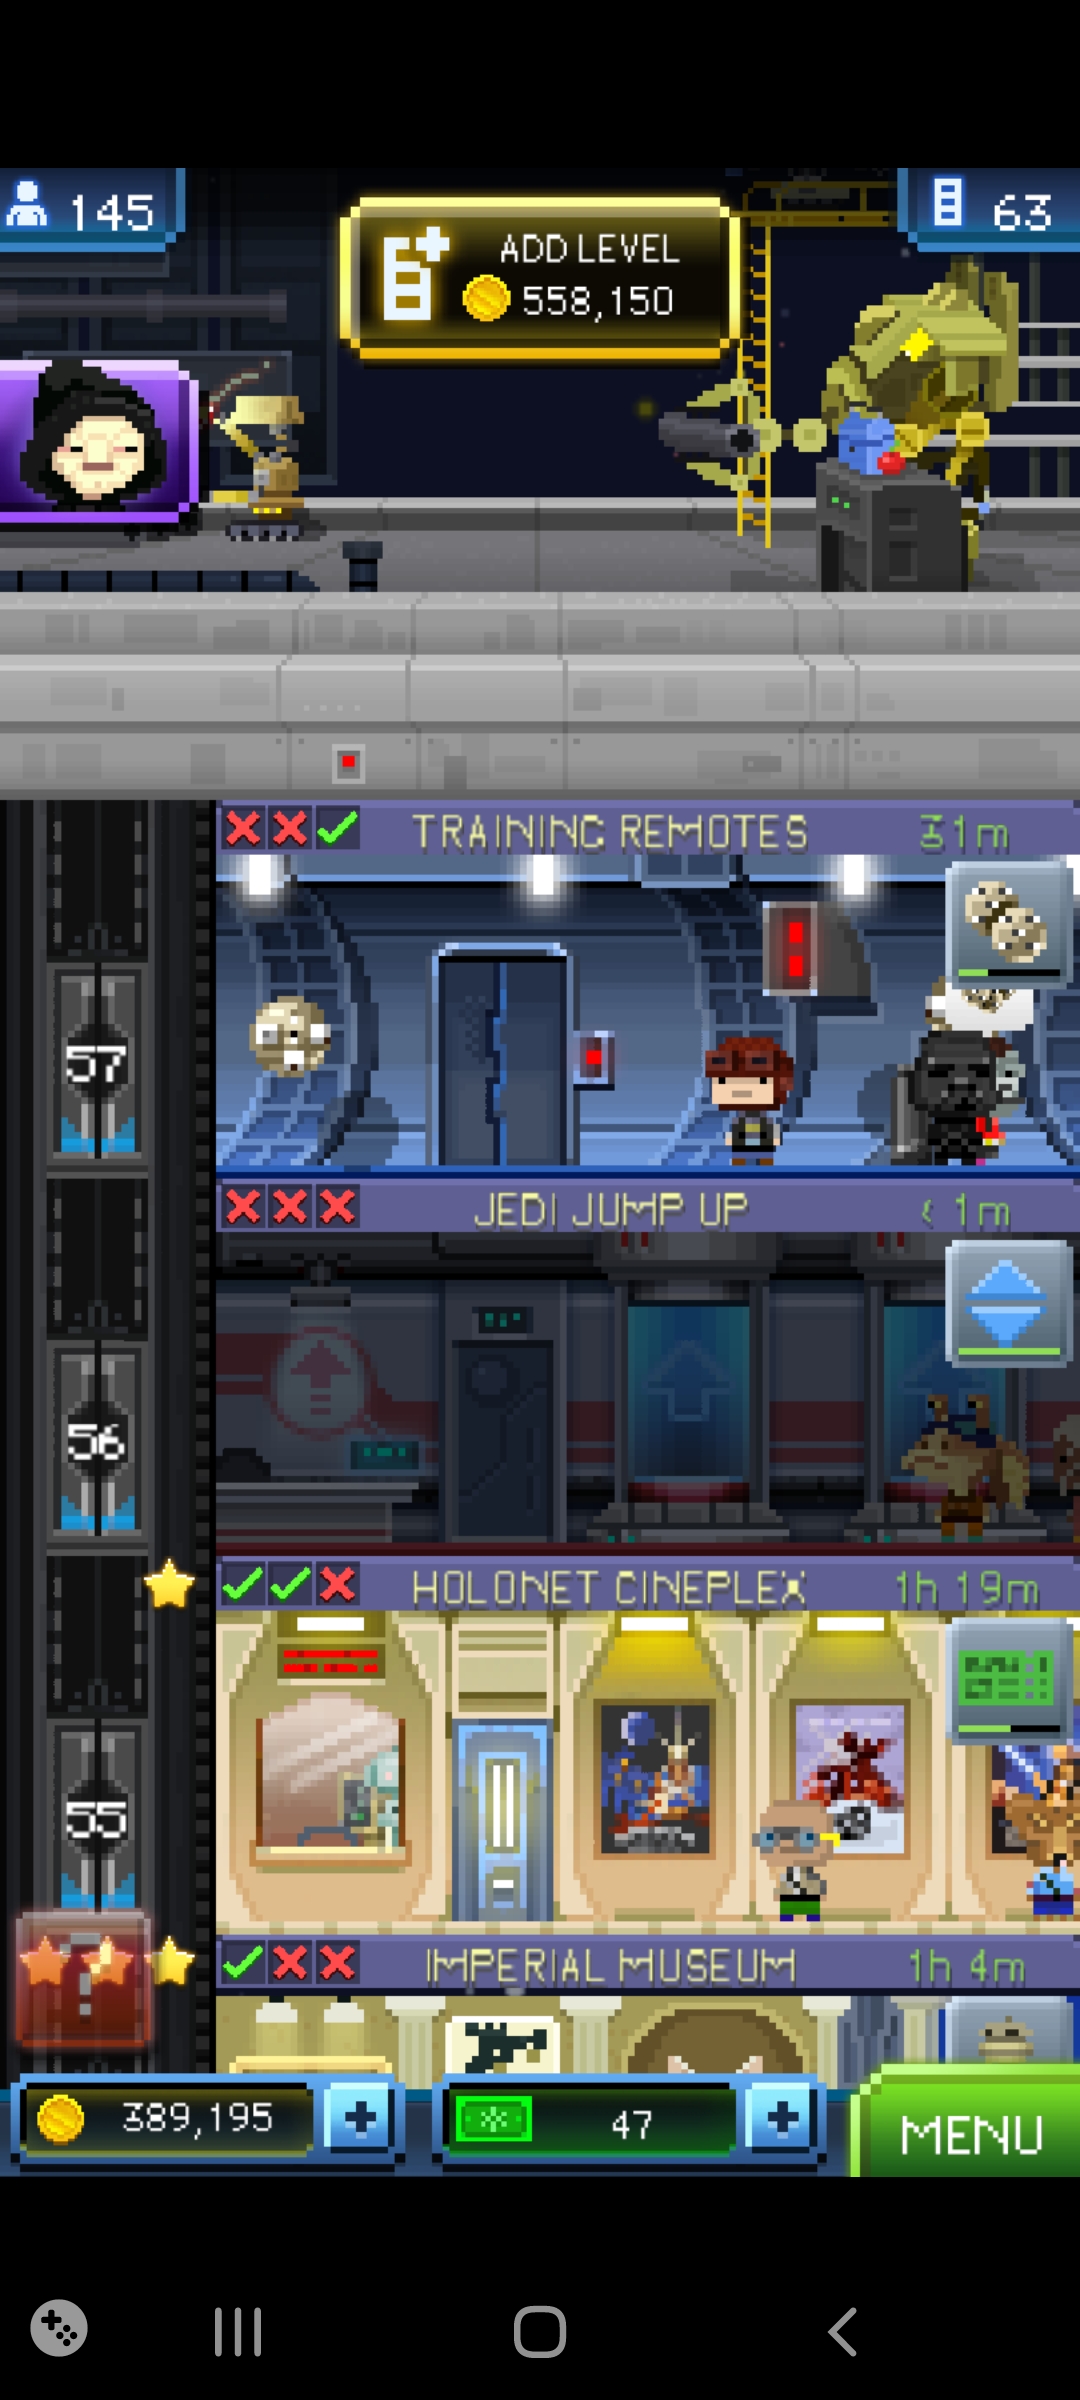 145
ADD LEVEL
558,150
63
TRAINING REMOTES 31m
57
JEDI JUMP UP < 1m
56
HOLONET CINEPLEX 1h 19m
55
IMPERIAL MUSEUM 1h 4m
389,195
47
MENU